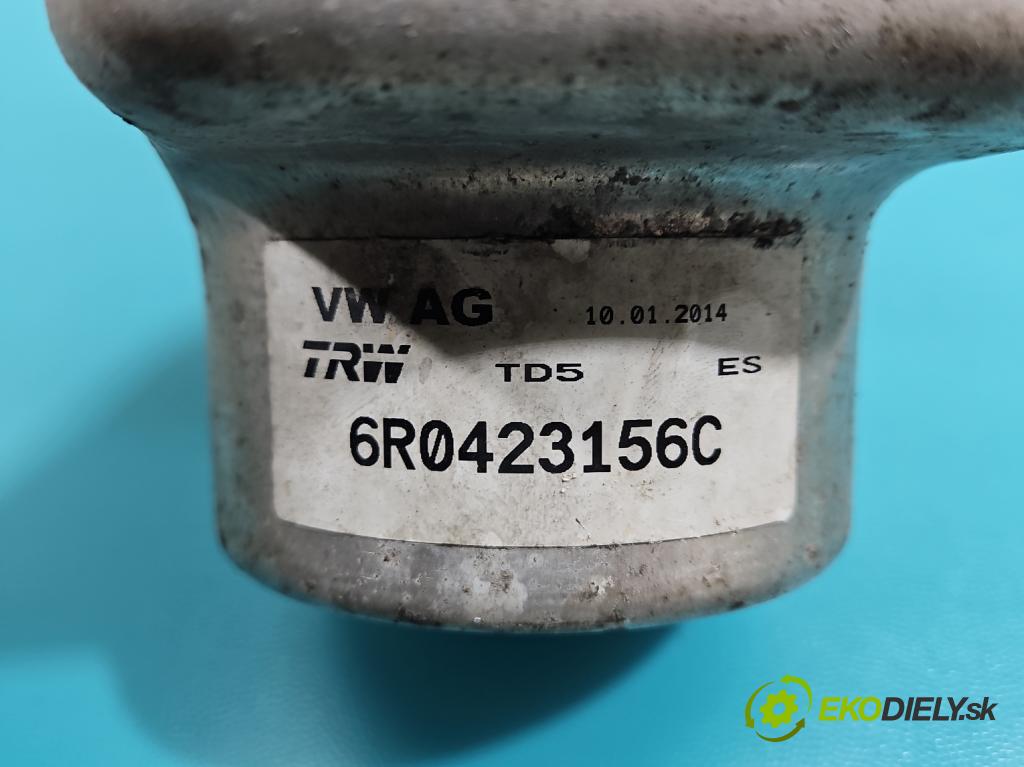 VW AG 10.01.2014
TRW TD5 ES
6R0423156C
EKODIELY.sk